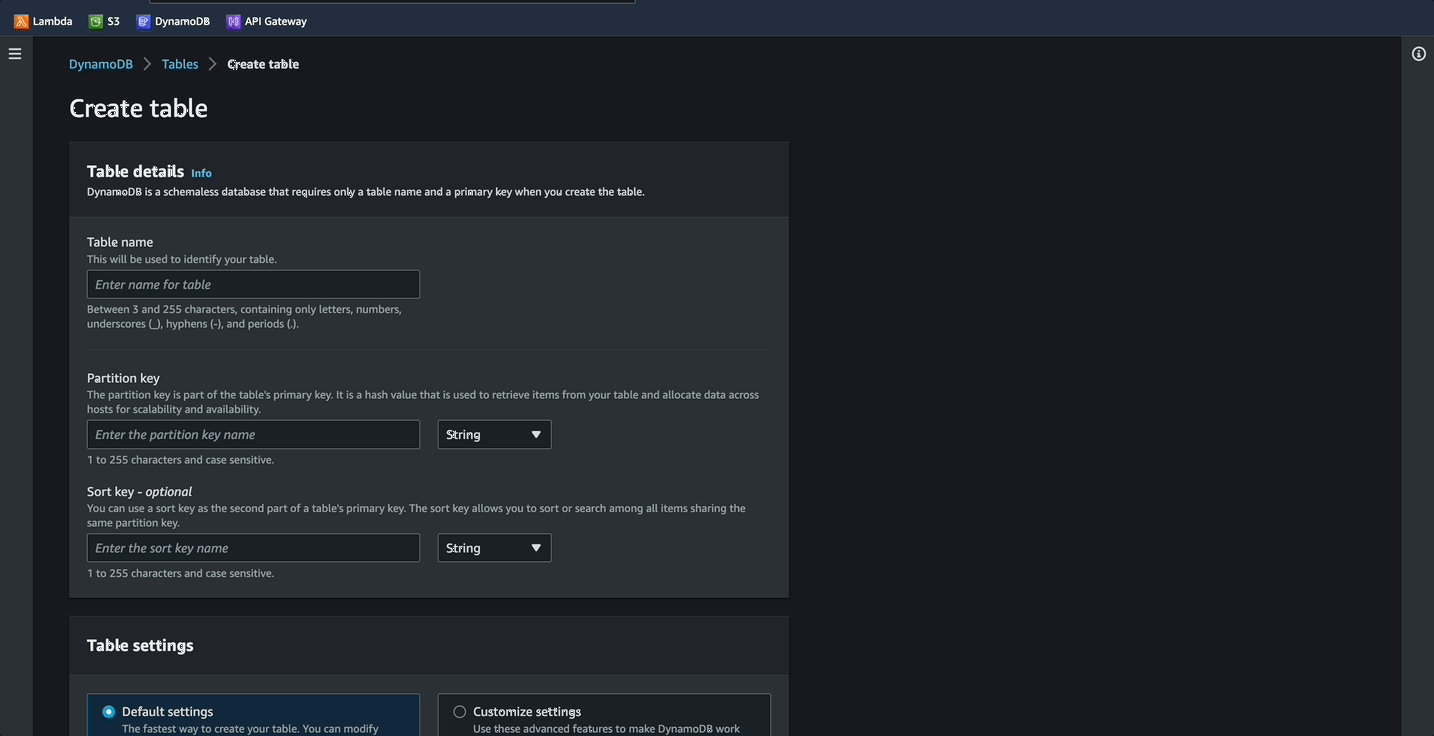 Lambda S3 DynamoDB API Gateway
DynamoDB Tables Create table
Create table
Table details Info
DynamoDB is a schemaless database that requires only a table name and a primary key when you create the table.
Table name
This will be used to identify your table.
Enter name for table
Between 3 and 255 characters, containing only letters, numbers,
underscores (_), hyphens (-), and periods (.).
Partition key
The partition key is part of the table's primary key. It is a hash value that is used to retrieve items from your table and allocate data across
hosts for scalability and availability.
Enter the partition key name String
1 to 255 characters and case sensitive.
Sort key - optional
You can use a sort key as the second part of a table's primary key. The sort key allows you to sort or search among all items sharing the
same partition key.
Enter the sort key name String
1 to 255 characters and case sensitive.
Table settings
Default settings Customize settings
The fastest way to create your table. You can modify Use these advanced features to make DynamoDB work